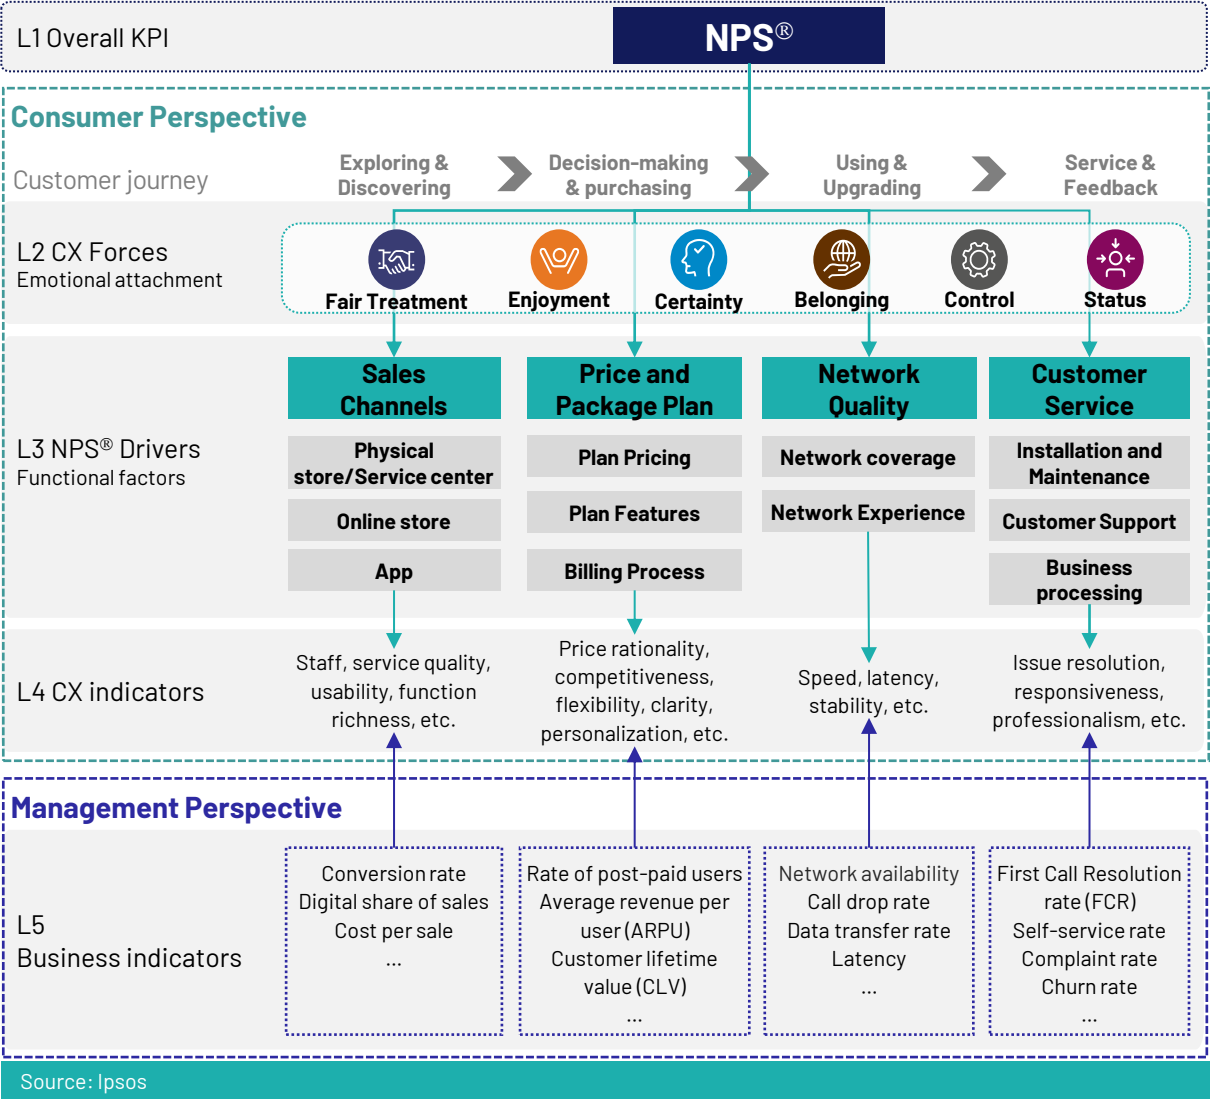 L1 Overall KPI
NPS®
Consumer Perspective
Customer journey
Exploring &
Discovering
Decision-making
& purchasing
Using &
Upgrading
Service &
Feedback
L2 CX Forces
Emotional attachment
Fair Treatment
Enjoyment
Certainty
Belonging
Control
Status
L3 NPS® Drivers
Functional factors
Sales
Channels
Physical
store/Service center
Online store
App
Price and
Package Plan
Plan Pricing
Plan Features
Billing Process
Network
Quality
Network coverage
Network Experience
Customer
Service
Installation and
Maintenance
Customer Support
Business
processing
L4 CX indicators
Staff, service quality,
usability, function
richness, etc.
Price rationality,
competitiveness,
flexibility, clarity,
personalization, etc.
Speed, latency,
stability, etc.
Issue resolution,
responsiveness,
professionalism, etc.
Management Perspective
L5
Business indicators
Conversion rate
Digital share of sales
Cost per sale
...
Rate of post-paid users
Average revenue per
user (ARPU)
Customer lifetime
value (CLV)
...
Network availability
Call drop rate
Data transfer rate
Latency
...
First Call Resolution
rate (FCR)
Self-service rate
Complaint rate
Churn rate
...
Source: Ipsos